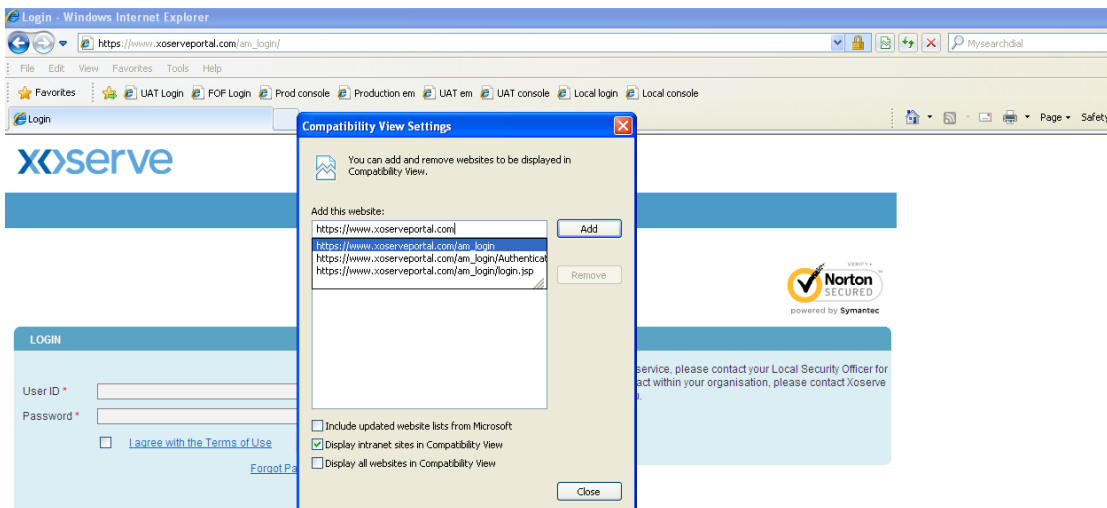 Login - Windows Internet Explorer
https://www.xoserveportal.com/am_login/
Mysearchdial
File Edit View Favorites Tools Help
Favorites UAT Login FOF Login Prod console Production em UAT em UAT console Local login Local console
Login
Page Safety
xoserve
Compatibility View Settings
You can add and remove websites to be displayed in
Compatibility View.
Add this website:
https://www.xoserveportal.com
Add
https://www.xoserveportal.com/am_login
https://www.xoserveportal.com/am_login/Authenticat
https://www.xoserveportal.com/am_login/login.jsp
Remove
VERIFY
Norton
SECURED
powered by Symantec
LOGIN
service, please contact your Local Security Officer for
act within your organisation, please contact Xoserve
User ID *
Password *
I agree with the Terms of Use
Forgot Pa
Include updated website lists from Microsoft
Display intranet sites in Compatibility View
Display all websites in Compatibility View
Close